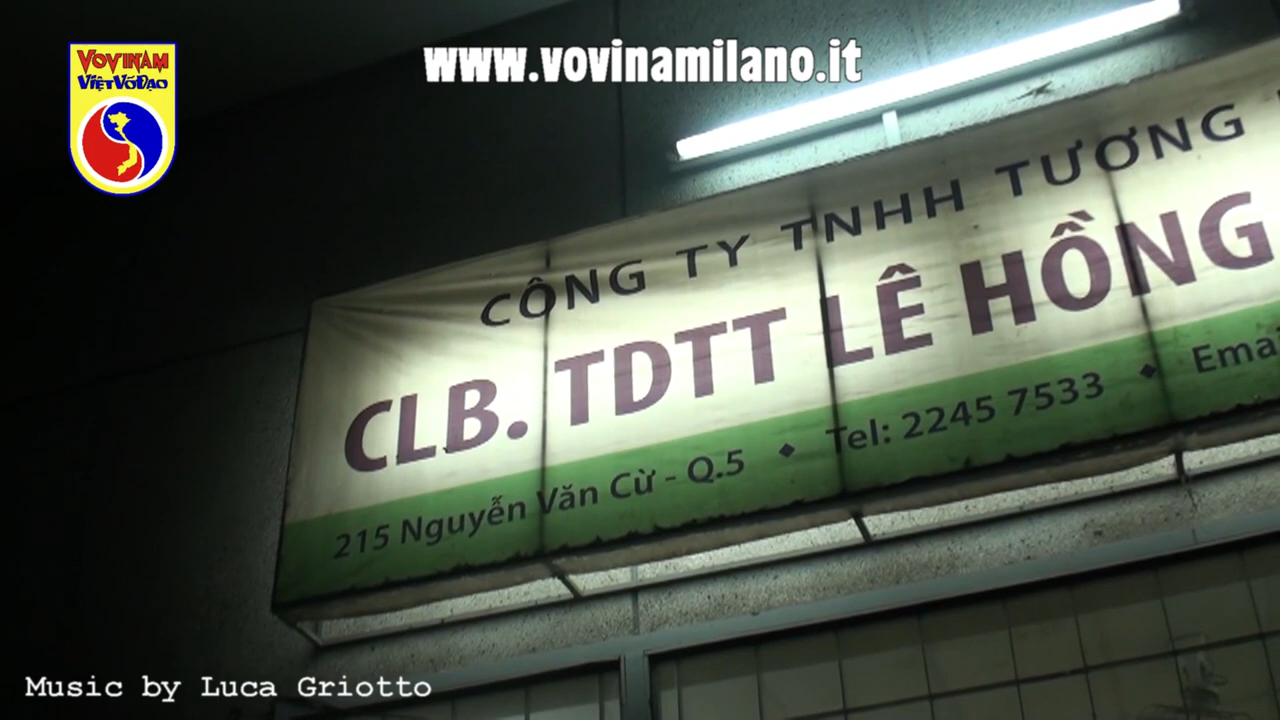 VOVINAM
VIỆT VÕ ĐẠO
www.vovinamilano.it
CÔNG TY TNHH TƯƠNG
CLB. TDTT LÊ HỒNG
215 Nguyễn Văn Cừ - Q.5 ◆ Tel: 2245 7533 ◆ Ema
Music by Luca Griotto